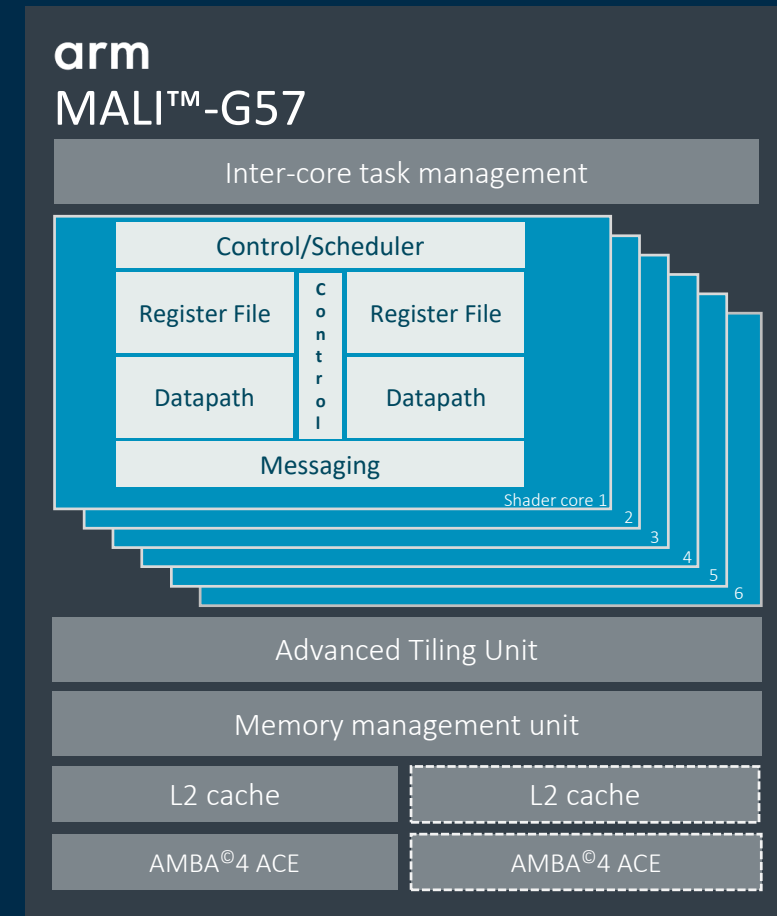 arm
MALI™-G57
Inter-core task management
Control/Scheduler
Register File
Control
Register File
Datapath
Datapath
Messaging
Shader core 1
2
3
4
5
6
Advanced Tiling Unit
Memory management unit
L2 cache
L2 cache
AMBA©4 ACE
AMBA©4 ACE